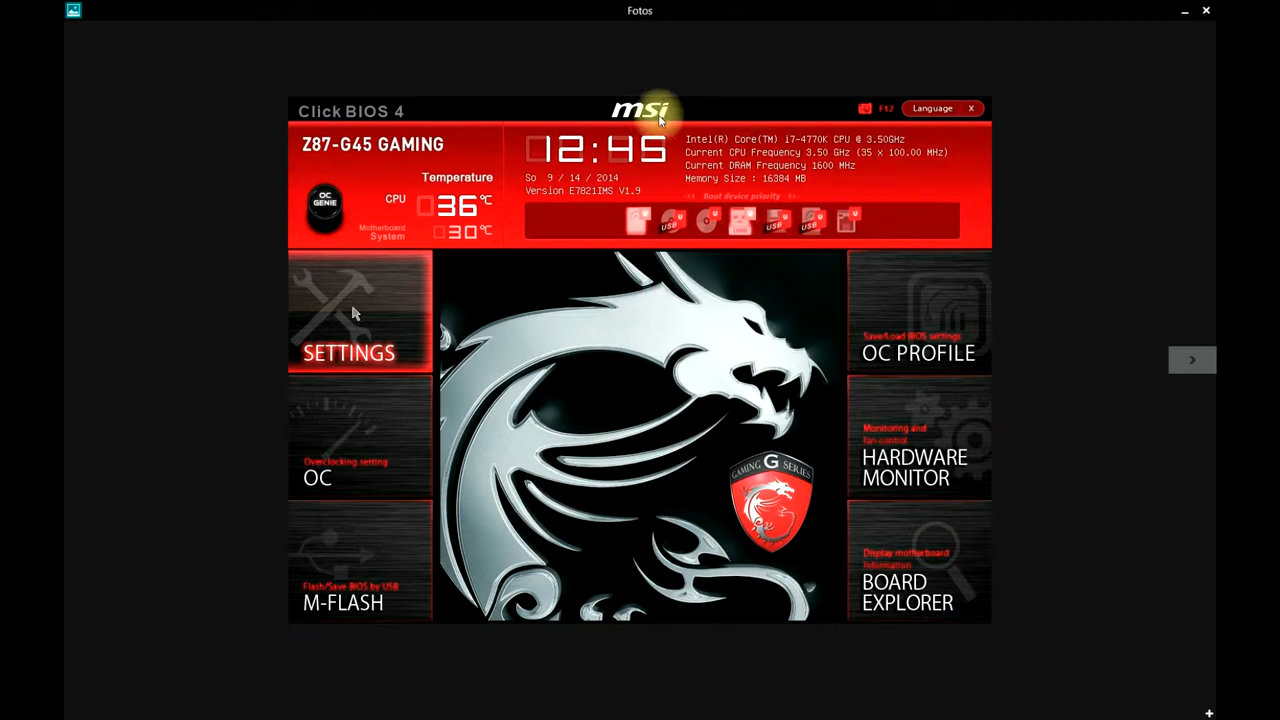 Fotos
Click BIOS 4
msi
F12
Language X
Z87-G45 GAMING
12:45
Intel(R) Core(TM) i7-4770K CPU @ 3.50GHz
Current CPU Frequency 3.50 GHz (35 x 100.00 MHz)
Current DRAM Frequency 1600 MHz
Memory Size : 16384 MB
So 9 / 14 / 2014
Version E7821IMS V1.9
Temperature
OC
GENIE
CPU 36°C
Motherboard
System 30°C
Boot device priority
USB
USB
USB
SETTINGS
Overclocking setting
OC
Flash/Save BIOS by USB
M-FLASH
GAMING G SERIES
Save/Load BIOS settings
OC PROFILE
Monitoring and
fan control
HARDWARE
MONITOR
Display motherboard
information
BOARD
EXPLORER